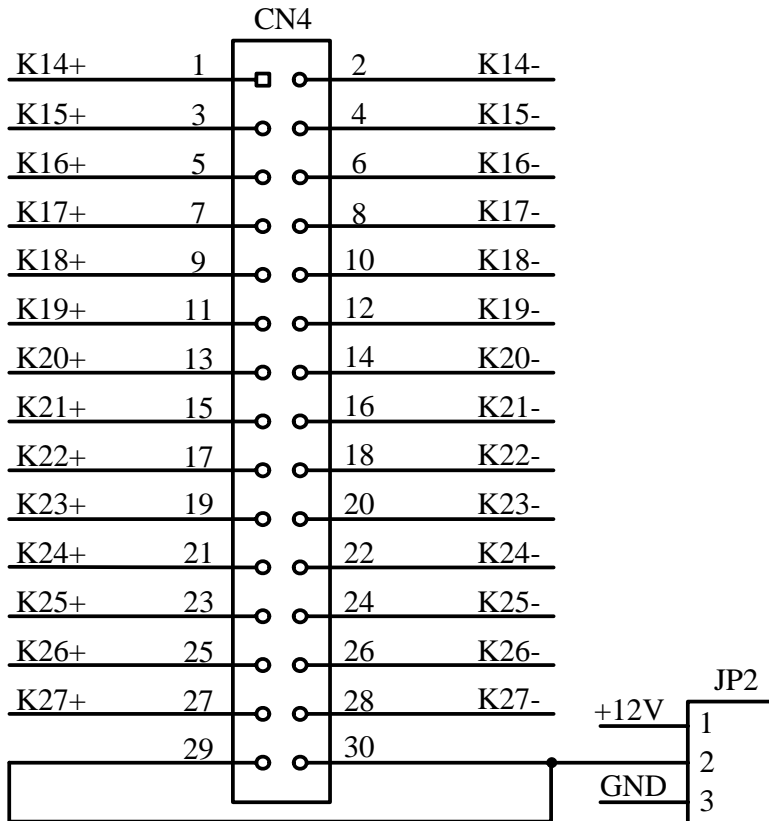 CN4
K14+ 1 2 K14-
K15+ 3 4 K15-
K16+ 5 6 K16-
K17+ 7 8 K17-
K18+ 9 10 K18-
K19+ 11 12 K19-
K20+ 13 14 K20-
K21+ 15 16 K21-
K22+ 17 18 K22-
K23+ 19 20 K23-
K24+ 21 22 K24-
K25+ 23 24 K25-
K26+ 25 26 K26-
K27+ 27 28 K27-
29 30
JP2
+12V 1
2
GND 3